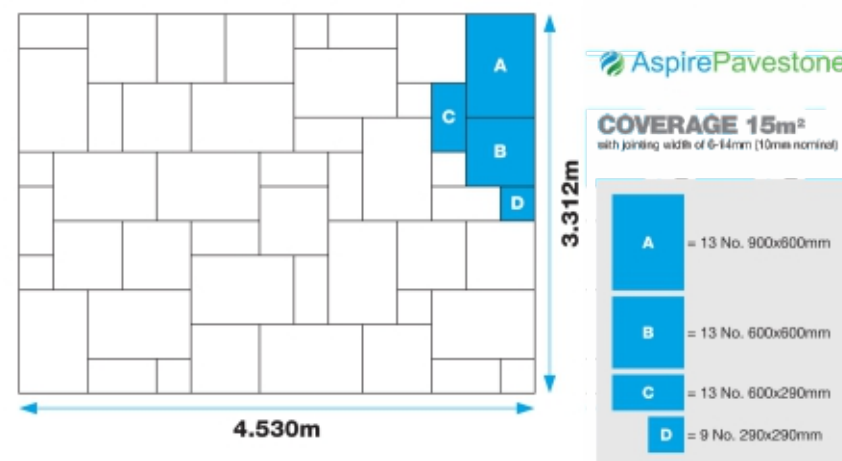 A
B
C
D
3.312m
4.530m
AspirePavestone
COVERAGE 15m²
with jointing width of 6-14mm (10mm nominal)
A = 13 No. 900x600mm
B = 13 No. 600x600mm
C = 13 No. 600x290mm
D = 9 No. 290x290mm